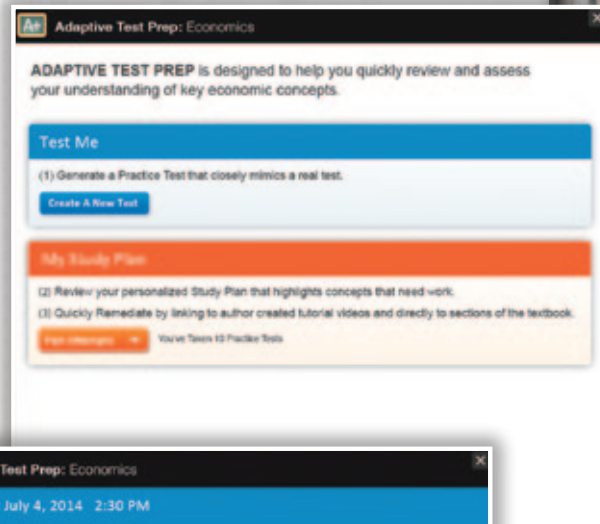 A+ Adaptive Test Prep: Economics
ADAPTIVE TEST PREP is designed to help you quickly review and assess
your understanding of key economic concepts.
Test Me
(1) Generate a Practice Test that closely mimics a real test.
Create A New Test
My Study Plan
(2) Review your personalized Study Plan that highlights concepts that need work.
(3) Quickly Remediate by linking to author created tutorial videos and directly to sections of the textbook.
You've Taken 10 Practice Tests
Test Prep: Economics
July 4, 2014 2:30 PM